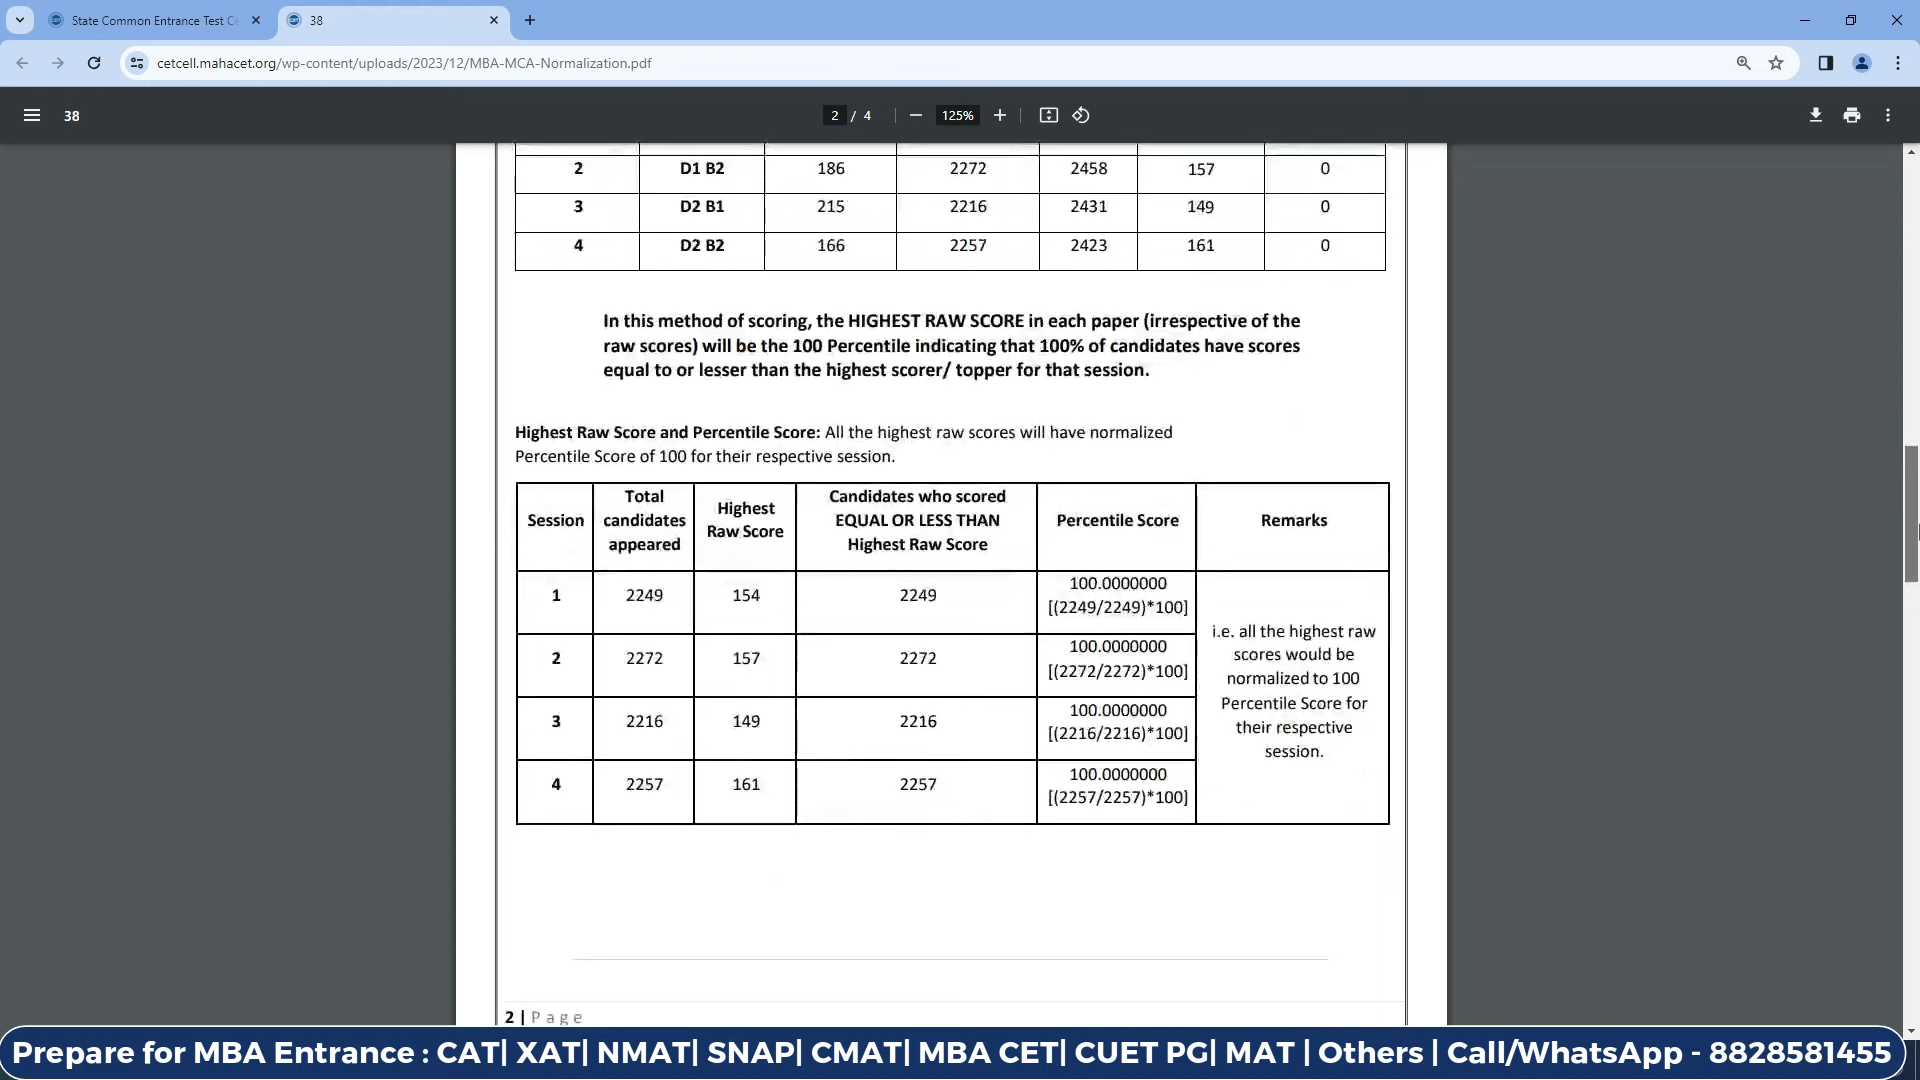 State Common Entrance Test C
38
cetcell.mahacet.org/wp-content/uploads/2023/12/MBA-MCA-Normalization.pdf
38
2 / 4
125%
2 D1 B2 186 2272 2458 157 0
3 D2 B1 215 2216 2431 149 0
4 D2 B2 166 2257 2423 161 0
In this method of scoring, the HIGHEST RAW SCORE in each paper (irrespective of the
raw scores) will be the 100 Percentile indicating that 100% of candidates have scores
equal to or lesser than the highest scorer/ topper for that session.
Highest Raw Score and Percentile Score: All the highest raw scores will have normalized
Percentile Score of 100 for their respective session.
Session
Total
candidates
appeared
Highest
Raw Score
Candidates who scored
EQUAL OR LESS THAN
Highest Raw Score
Percentile Score
Remarks
1 2249 154 2249
100.0000000
[(2249/2249)*100]
2 2272 157 2272
100.0000000
[(2272/2272)*100]
3 2216 149 2216
100.0000000
[(2216/2216)*100]
4 2257 161 2257
100.0000000
[(2257/2257)*100]
i.e. all the highest raw
scores would be
normalized to 100
Percentile Score for
their respective
session.
2 | Page
Prepare for MBA Entrance : CAT| XAT| NMAT| SNAP| CMAT| MBA CET| CUET PG| MAT | Others | Call/WhatsApp - 8828581455